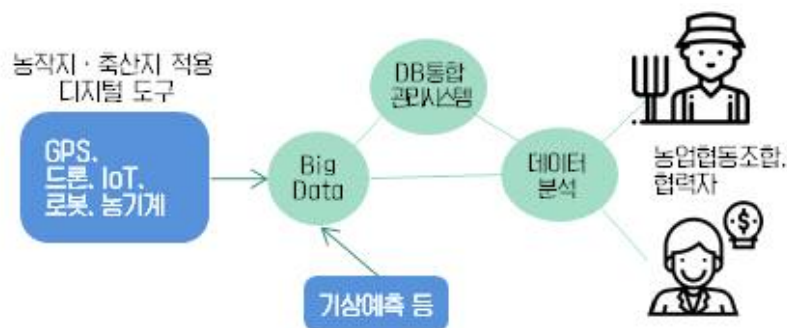 농작지 · 축산지 적용
디지털 도구
GPS.
드론. IoT.
로봇. 농기계
Big
Data
DB통합
관리시스템
데이터
분석
농업협동조합.
협력자
기상예측 등
$